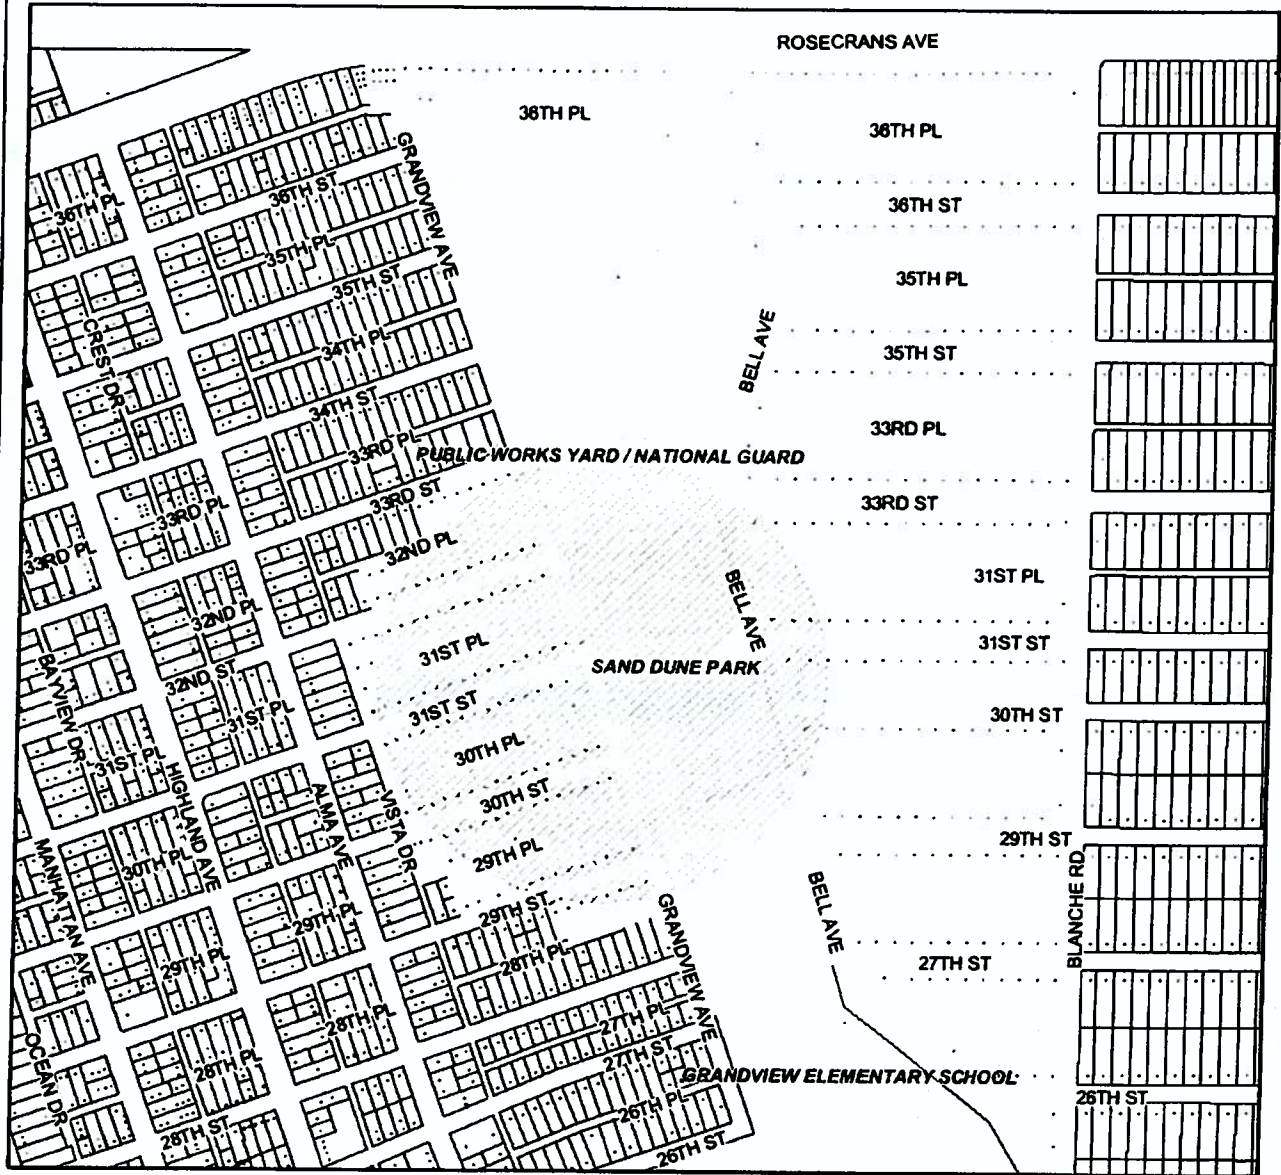 ROSECRANS AVE
36TH PL
36TH PL
GRANDVIEW AVE
36TH ST
36TH PL
36TH ST
35TH PL
35TH PL
35TH ST
BELL AVE
CREST DR
34TH PL
35TH ST
34TH ST
33RD PL
33RD PL
PUBLIC WORKS YARD / NATIONAL GUARD
33RD ST
33RD ST
33RD PL
32ND PL
33RD PL
31ST PL
BELL AVE
32ND PL
31ST PL
31ST ST
SAND DUNE PARK
BAYVIEW DR
32ND ST
31ST PL
31ST ST
30TH ST
30TH PL
31ST PL
HIGHLAND AVE
ALMA AVE
VISTA DR
30TH ST
29TH ST
29TH PL
30TH PL
MANHATTAN AVE
BELL AVE
BLANCHE RD
29TH ST
29TH PL
GRANDVIEW AVE
28TH PL
29TH PL
27TH ST
28TH PL
27TH PL
27TH ST
OCEAN DR
28TH PL
GRANDVIEW ELEMENTARY SCHOOL
26TH ST
26TH PL
28TH ST
26TH ST